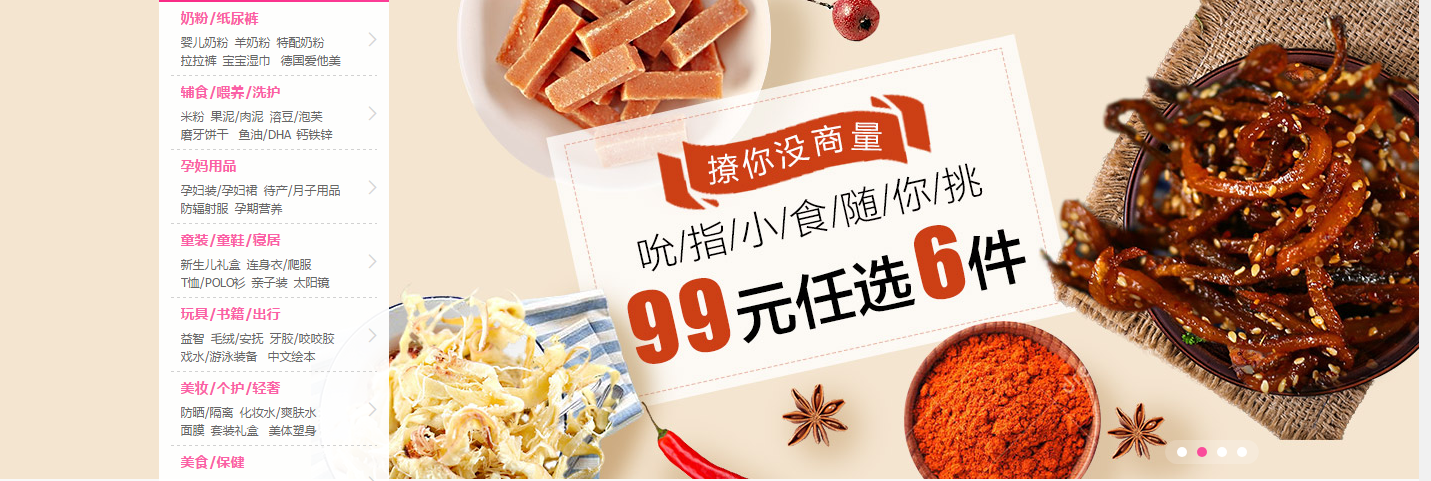 奶粉/纸尿裤
婴儿奶粉 羊奶粉 特配奶粉
拉拉裤 宝宝湿巾 德国爱他美
辅食/喂养/洗护
米粉 果泥/肉泥 溶豆/泡芙
磨牙饼干 鱼油/DHA 钙铁锌
孕妈用品
孕妇装/孕妇裙 待产/月子用品
防辐射服 孕期营养
童装/童鞋/寝居
新生儿礼盒 连身衣/爬服
T恤/POLO衫 亲子装 太阳镜
玩具/书籍/出行
益智 毛绒/安抚 牙胶/咬咬胶
戏水/游泳装备 中文绘本
美妆/个护/轻奢
防晒/隔离 化妆水/爽肤水
面膜 套装礼盒 美体塑身
美食/保健
撩你没商量
吮/指/小/食/随/你/挑
99元任选6件